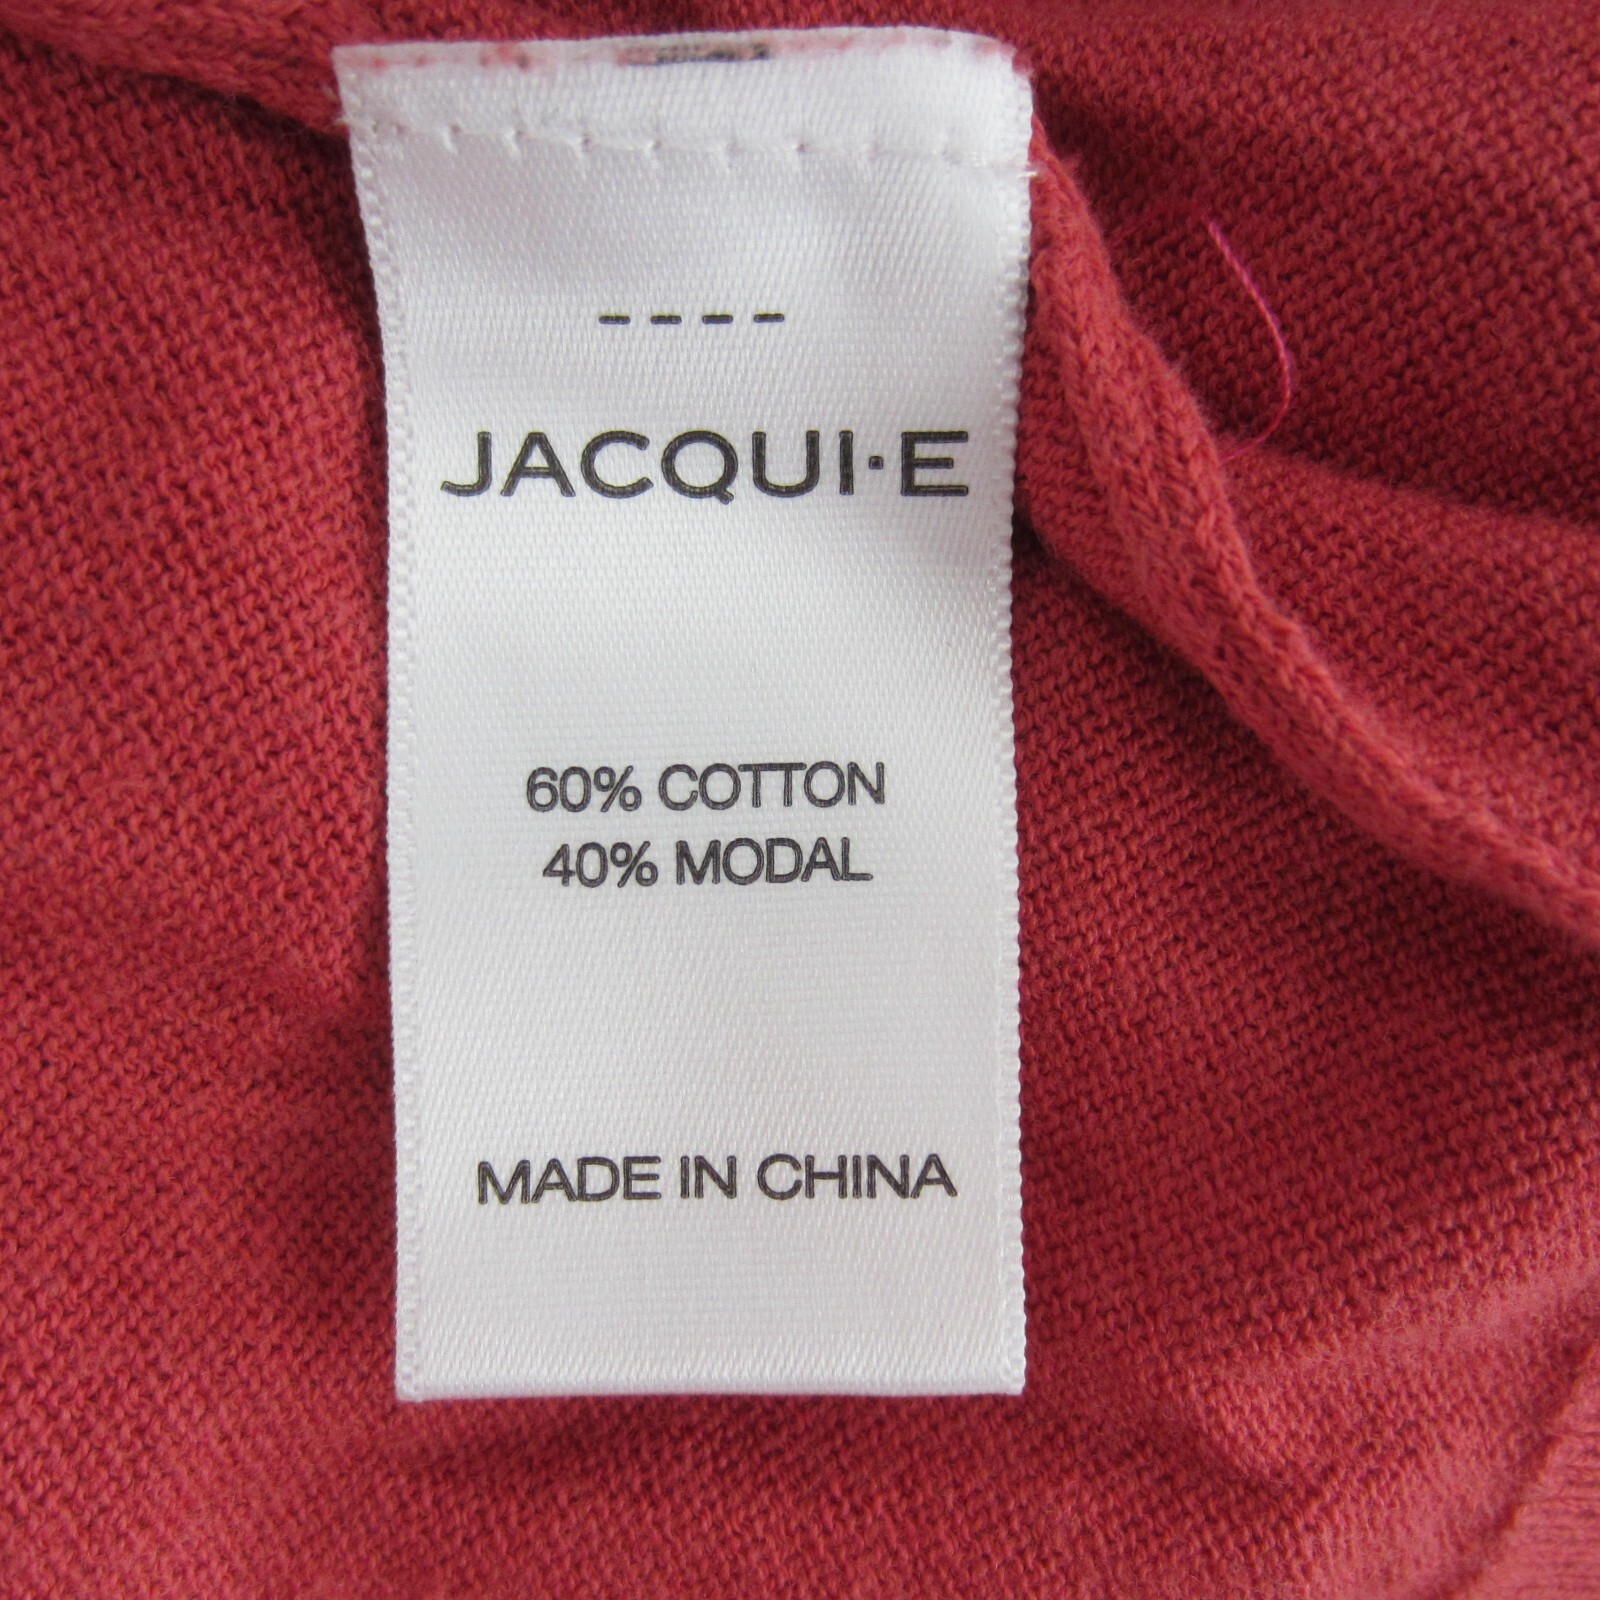 ----
JACQUI·E
60% COTTON
40% MODAL
MADE IN CHINA